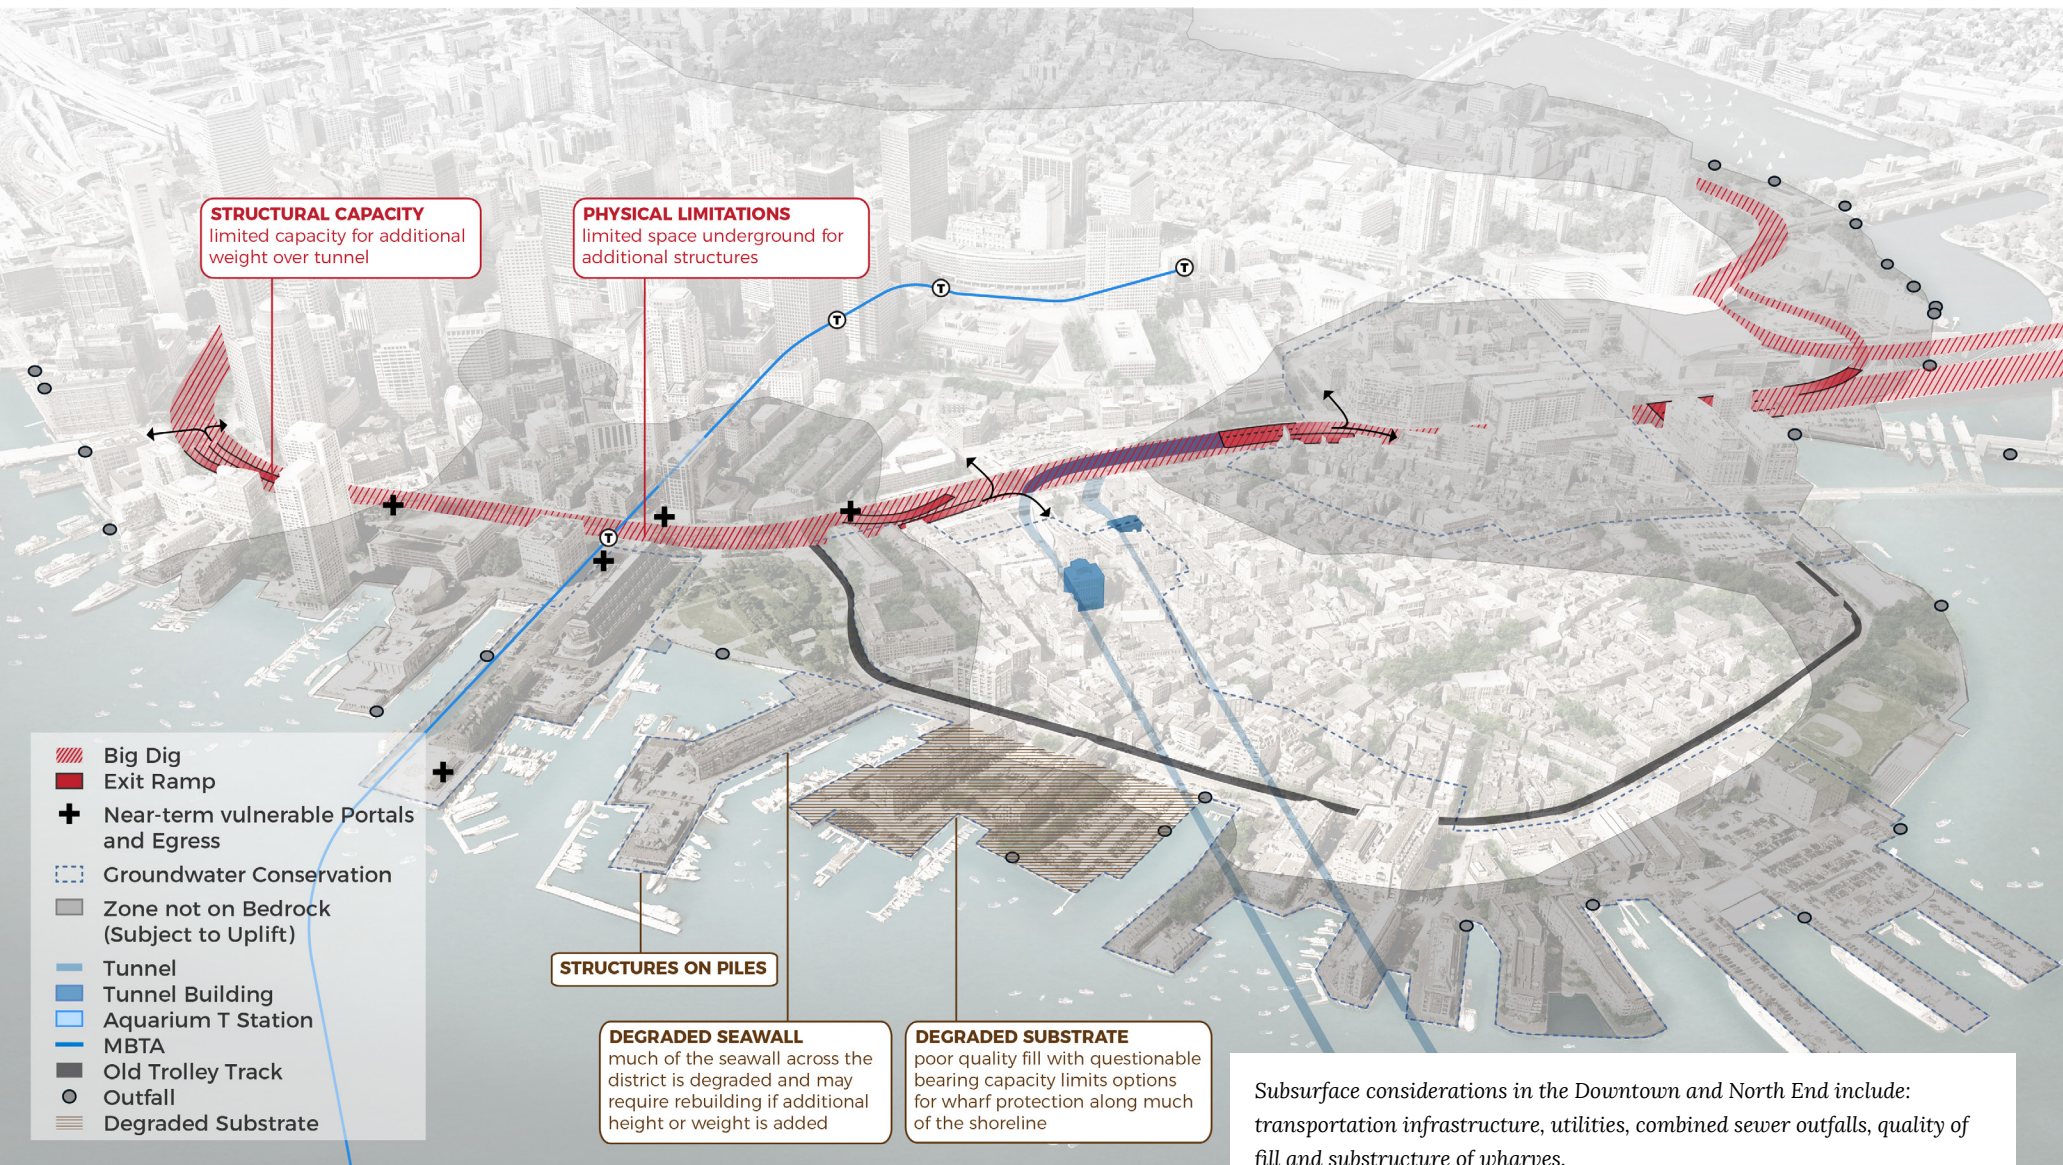 STRUCTURAL CAPACITY
limited capacity for additional
weight over tunnel
PHYSICAL LIMITATIONS
limited space underground for
additional structures
T
T
T
T
Big Dig
Exit Ramp
Near-term vulnerable Portals
and Egress
Groundwater Conservation
Zone not on Bedrock
(Subject to Uplift)
Tunnel
Tunnel Building
Aquarium T Station
MBTA
Old Trolley Track
Outfall
Degraded Substrate
STRUCTURES ON PILES
DEGRADED SEAWALL
much of the seawall across the
district is degraded and may
require rebuilding if additional
height or weight is added
DEGRADED SUBSTRATE
poor quality fill with questionable
bearing capacity limits options
for wharf protection along much
of the shoreline
Subsurface considerations in the Downtown and North End include:
transportation infrastructure, utilities, combined sewer outfalls, quality of
fill and substructure of wharves.